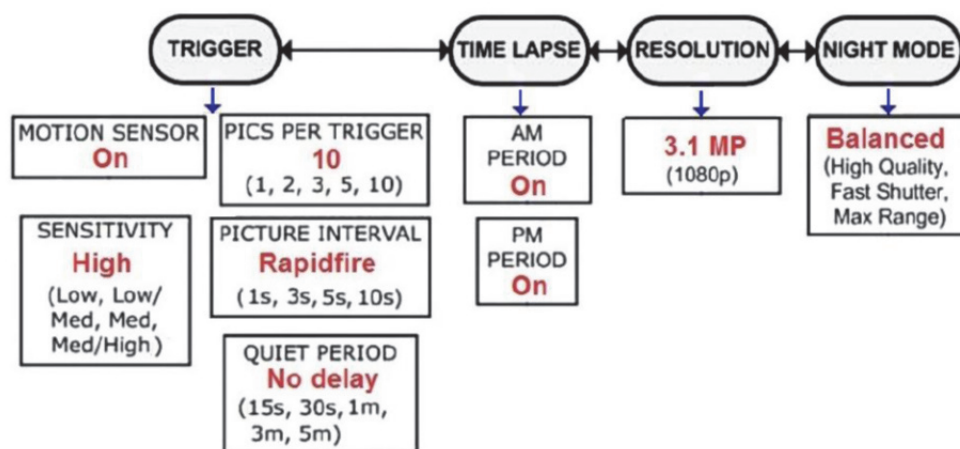 TRIGGER
TIME LAPSE
RESOLUTION
NIGHT MODE
MOTION SENSOR
On
SENSITIVITY
High
(Low, Low/
Med, Med,
Med/High)
PICS PER TRIGGER
10
(1, 2, 3, 5, 10)
PICTURE INTERVAL
Rapidfire
(1s, 3s, 5s, 10s)
QUIET PERIOD
No delay
(15s, 30s, 1m,
3m, 5m)
AM
PERIOD
On
PM
PERIOD
On
3.1 MP
(1080p)
Balanced
(High Quality,
Fast Shutter,
Max Range)